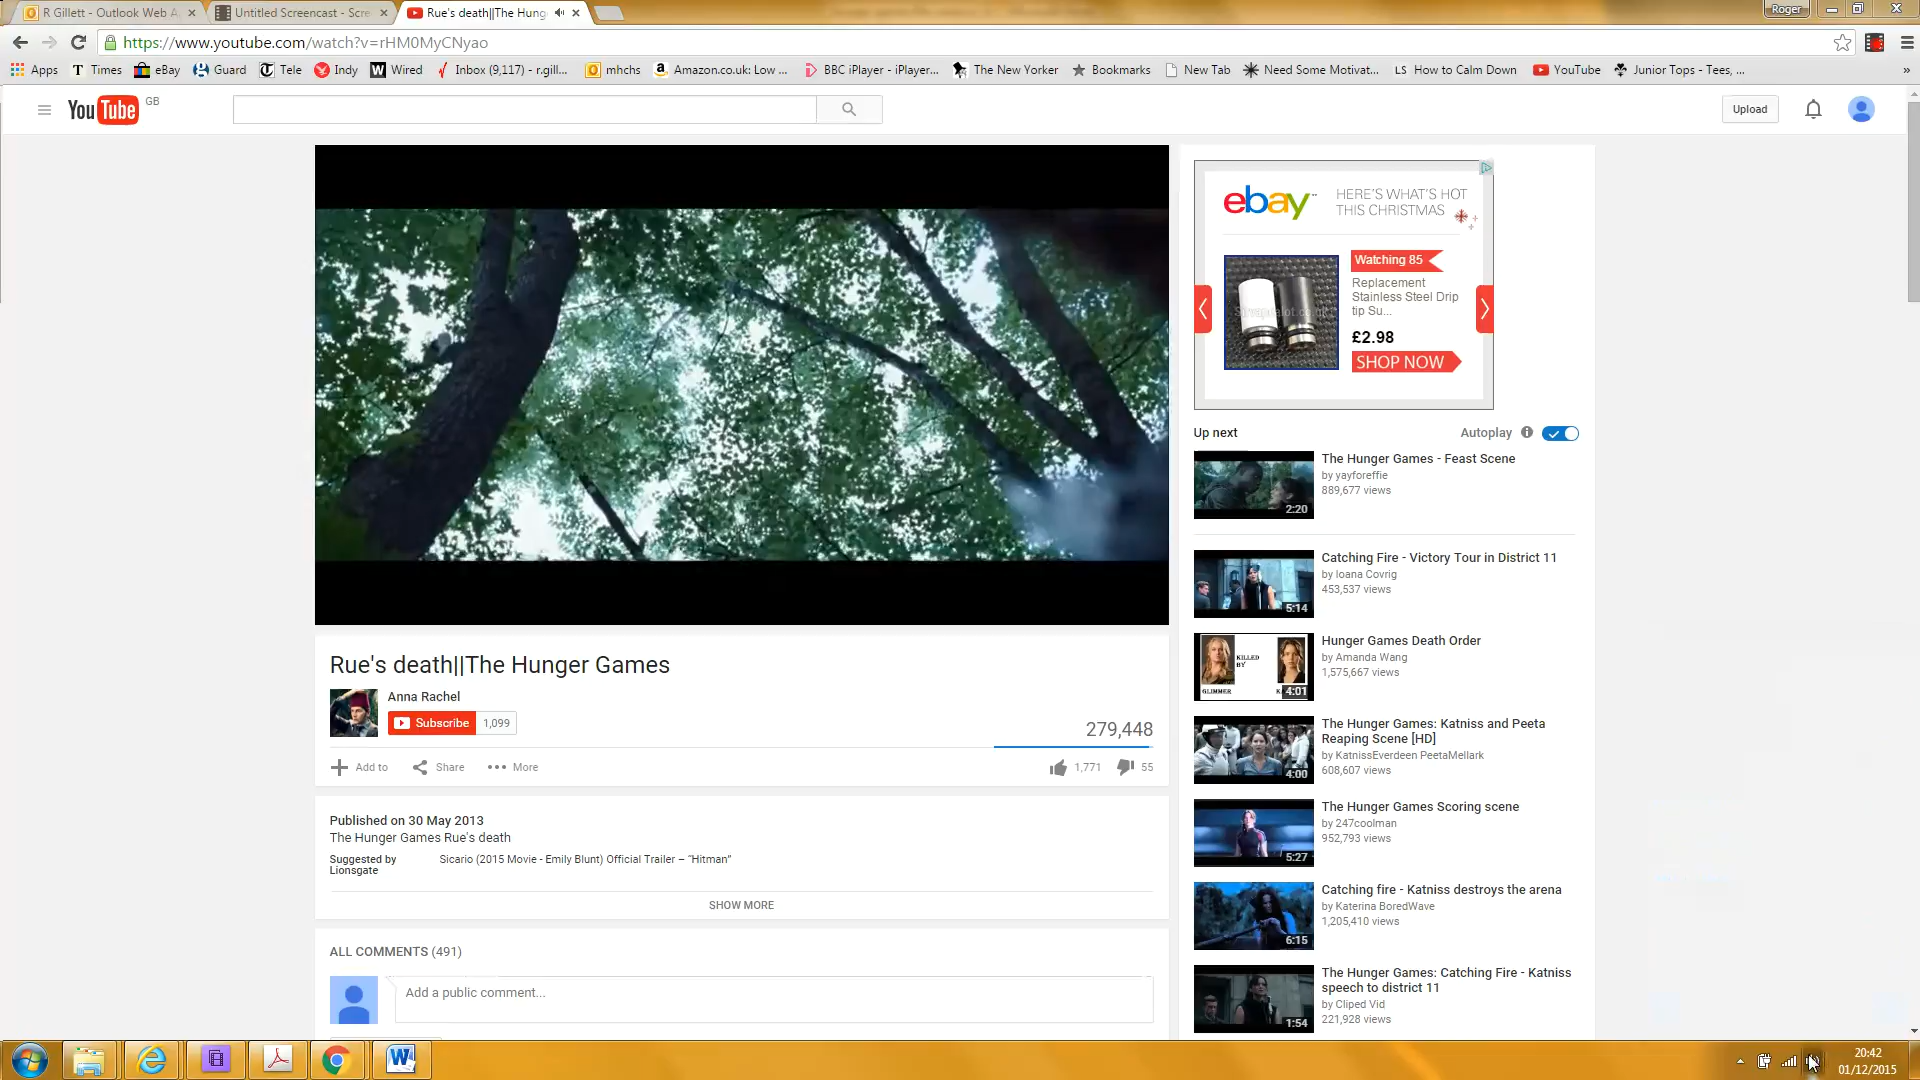 R Gillett - Outlook Web A
Untitled Screencast - Scre
Rue's death||The Hung
Roger
https://www.youtube.com/watch?v=rHM0MyCNyao
Apps
Times
eBay
Guard
Tele
Indy
Wired
Inbox (9,117) - r.gill...
mhchs
Amazon.co.uk: Low ...
BBC iPlayer - iPlayer...
The New Yorker
Bookmarks
New Tab
Need Some Motivat...
LS How to Calm Down
YouTube
Junior Tops - Tees, ...
YouTube GB
Upload
ebay HERE'S WHAT'S HOT
THIS CHRISTMAS
Watching 85
Replacement
Stainless Steel Drip
tip Su...
£2.98
SHOP NOW
Up next
Autoplay
The Hunger Games - Feast Scene
by yayforeffie
889,677 views
2:20
Catching Fire - Victory Tour in District 11
by Ioana Covrig
453,537 views
5:14
Hunger Games Death Order
by Amanda Wang
1,575,667 views
KILLED
BY
GLIMMER
4:01
The Hunger Games: Katniss and Peeta
Reaping Scene [HD]
by KatnissEverdeen PeetaMellark
608,607 views
4:00
The Hunger Games Scoring scene
by 247coolman
952,793 views
5:27
Catching fire - Katniss destroys the arena
by Katerina BoredWave
1,205,410 views
6:15
The Hunger Games: Catching Fire - Katniss
speech to district 11
by Cliped Vid
221,928 views
1:54
Rue's death||The Hunger Games
Anna Rachel
Subscribe 1,099
279,448
Add to
Share
More
1,771
55
Published on 30 May 2013
The Hunger Games Rue's death
Suggested by
Lionsgate
Sicario (2015 Movie - Emily Blunt) Official Trailer – "Hitman"
SHOW MORE
ALL COMMENTS (491)
Add a public comment...
20:42
01/12/2015